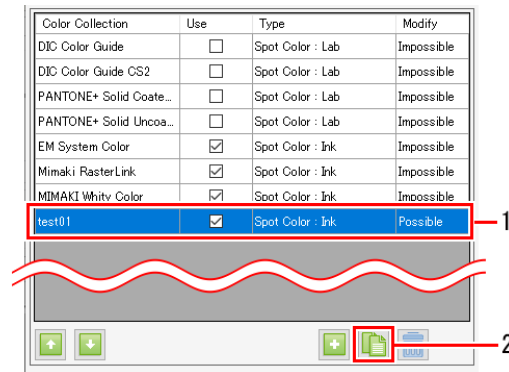 Color Collection Use Type Modify
DIC Color Guide Spot Color : Lab Impossible
DIC Color Guide CS2 Spot Color : Lab Impossible
PANTONE+ Solid Coate... Spot Color : Lab Impossible
PANTONE+ Solid Uncoa... Spot Color : Lab Impossible
EM System Color Spot Color : Ink Impossible
Mimaki RasterLink Spot Color : Ink Impossible
MIMAKI Whity Color Spot Color : Ink Impossible
test01 Spot Color : Ink Possible 1
2